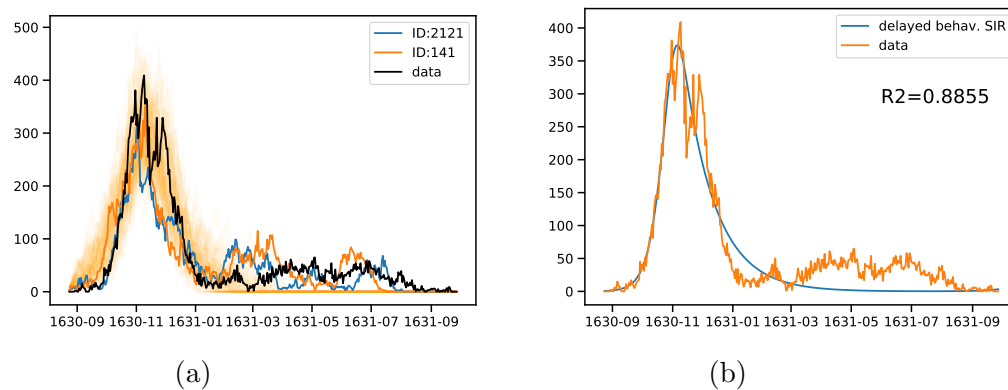 500
400
300
200
100
0
1630-09 1630-11 1631-01 1631-03 1631-05 1631-07 1631-09
ID:2121
ID:141
data
(a)
400
350
300
250
200
150
100
50
0
1630-09 1630-11 1631-01 1631-03 1631-05 1631-07 1631-09
delayed behav. SIR
data
R2=0.8855
(b)